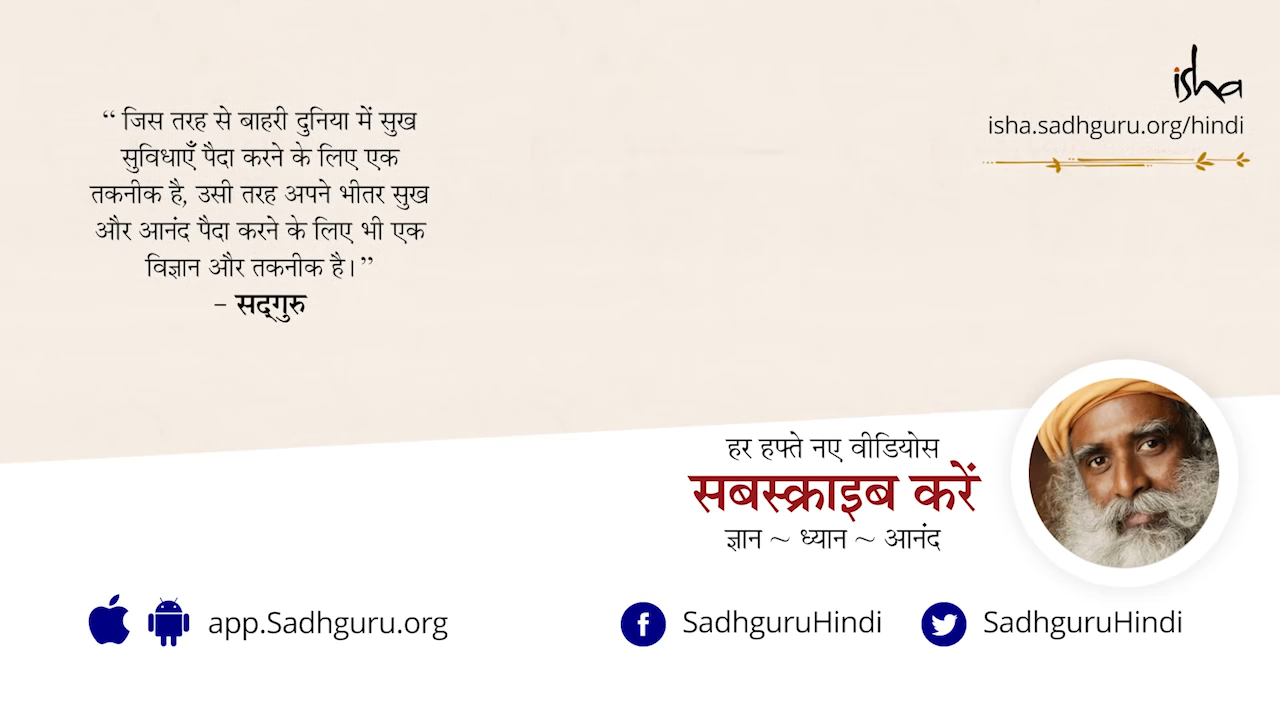 “ जिस तरह से बाहरी दुनिया में सुख
सुविधाएँ पैदा करने के लिए एक
तकनीक है, उसी तरह अपने भीतर सुख
और आनंद पैदा करने के लिए भी एक
विज्ञान और तकनीक है।”
– सद्गुरु
isha
isha.sadhguru.org/hindi
हर हफ्ते नए वीडियोस
सबस्क्राइब करें
ज्ञान ~ ध्यान ~ आनंद
app.Sadhguru.org
SadhguruHindi
SadhguruHindi